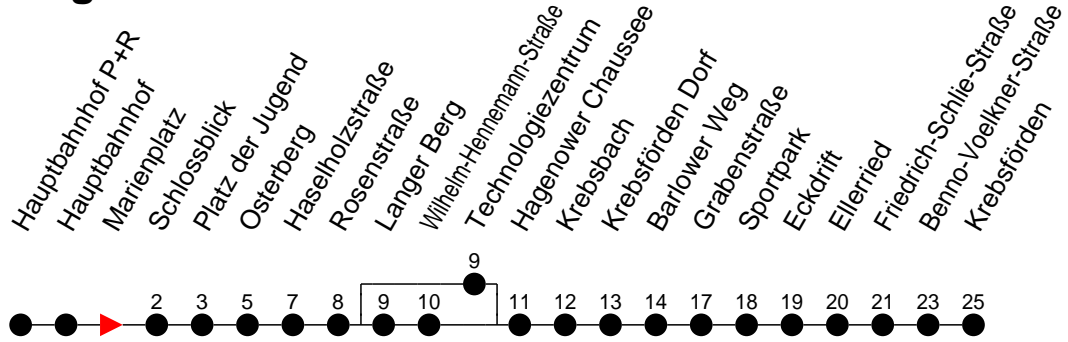 Hauptbahnhof P+R
Hauptbahnhof
Marienplatz
Schlossblick
Platz der Jugend
Osterberg
Haselholzstraße
Rosenstraße
Langer Berg
Wilhelm-Hennemann-Straße
Technologiezentrum
Hagenower Chaussee
Krebsbach
Krebsförden Dorf
Barlower Weg
Grabenstraße
Sportpark
Eckdrift
Ellerried
Friedrich-Schlie-Straße
Benno-Voelkner-Straße
Krebsförden
9
2 3 5 7 8 9 10 11 12 13 14 17 18 19 20 21 23 25